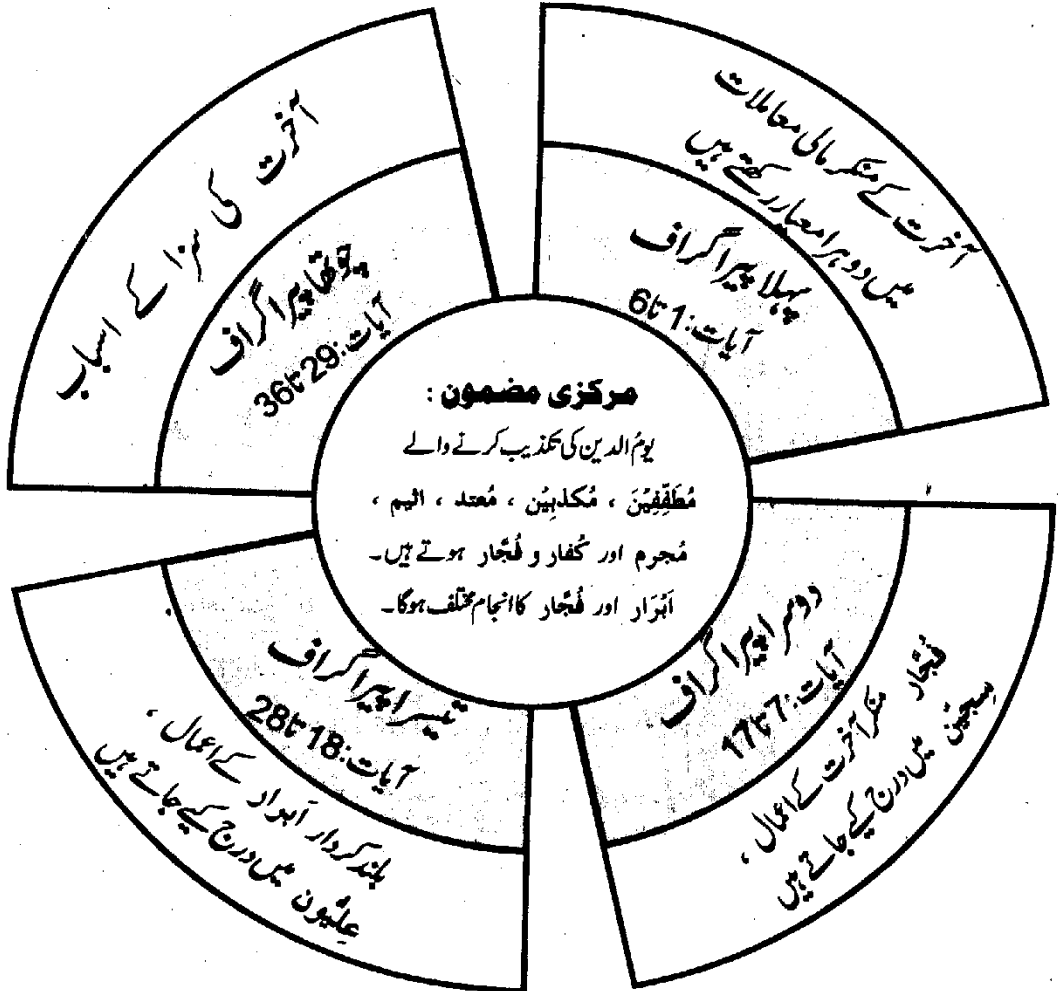 آخرت کے منکر مالی معاملات
میں دوہرا معیار رکھتے ہیں
پہلا پیراگراف
آیات: 1 تا 6
فُجّار منکر آخرت کے اعمال ،
سِجِّین میں درج کیے جاتے ہیں
دوسرا پیراگراف
آیات: 7 تا 17
بلند کردار اَبرار کے اعمال ،
عِلِّیون میں درج کیے جاتے ہیں
تیسرا پیراگراف
آیات: 18 تا 28
آخرت کی سزا کے اسباب
چوتھا پیراگراف
آیات: 29 تا 36
مرکزی مضمون :
یومُ الدین کی تکذیب کرنے والے
مُطَفِّفِیْنَ ، مُکذبِیْن ، مُعتد ، اثیم ،
مُجرم اور کُفار و فُجَّار ہوتے ہیں۔
اَبْرَار اور فُجَّار کا انجام مختلف ہوگا۔